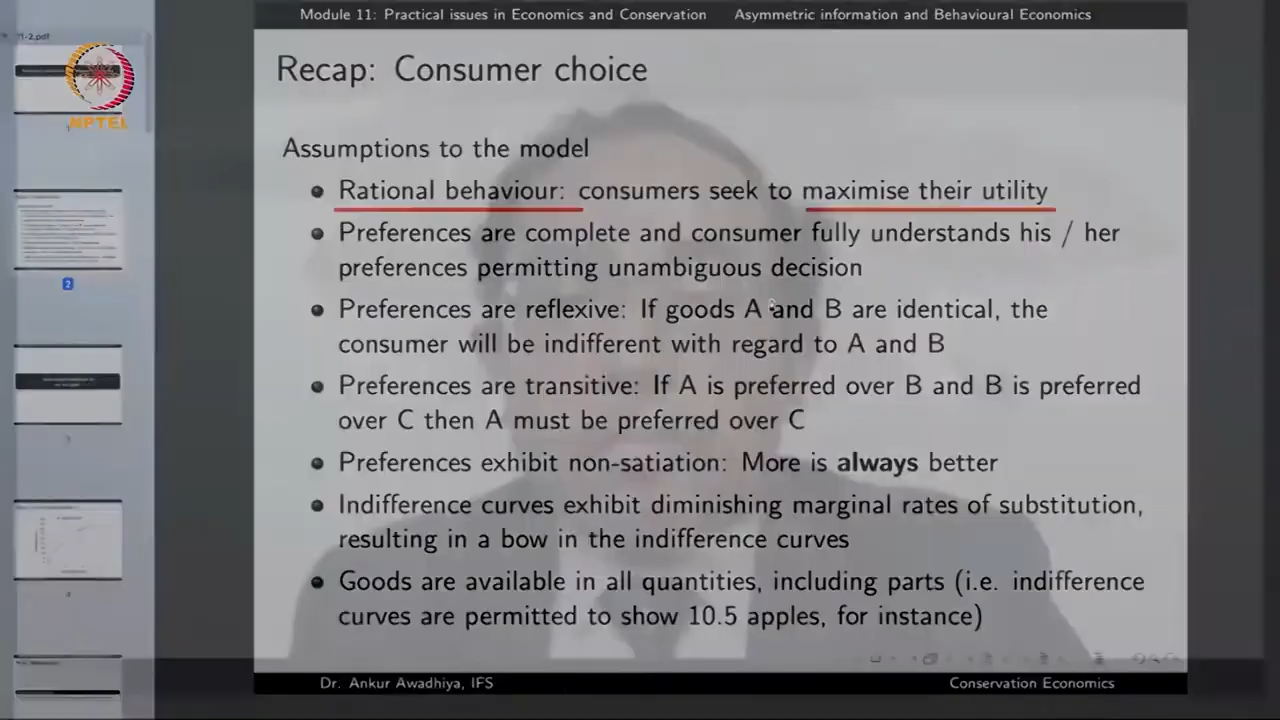 Module 11: Practical issues in Economics and Conservation Asymmetric information and Behavioural Economics
NPTEL
Recap: Consumer choice
Assumptions to the model
Rational behaviour: consumers seek to maximise their utility
Preferences are complete and consumer fully understands his / her
preferences permitting unambiguous decision
Preferences are reflexive: If goods A and B are identical, the
consumer will be indifferent with regard to A and B
Preferences are transitive: If A is preferred over B and B is preferred
over C then A must be preferred over C
Preferences exhibit non-satiation: More is always better
Indifference curves exhibit diminishing marginal rates of substitution,
resulting in a bow in the indifference curves
Goods are available in all quantities, including parts (i.e. indifference
curves are permitted to show 10.5 apples, for instance)
2
Dr. Ankur Awadhiya, IFS Conservation Economics